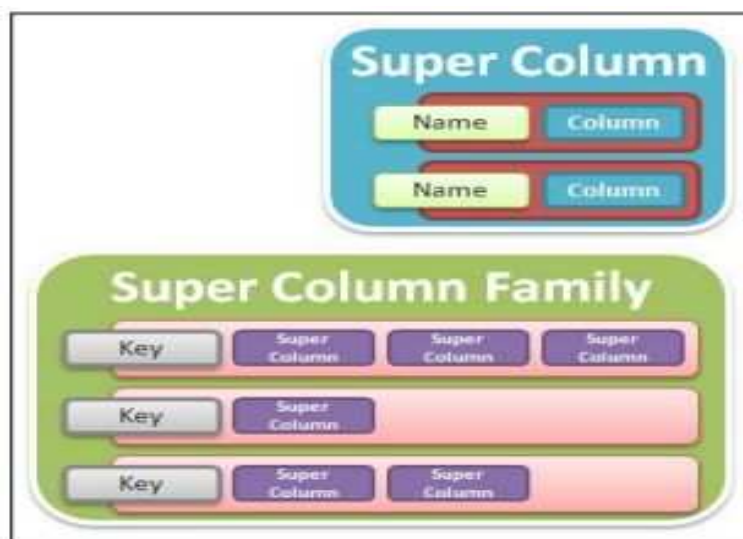 Super Column
Name Column
Name Column
Super Column Family
Key Super Column Super Column Super Column
Key Super Column
Key Super Column Super Column